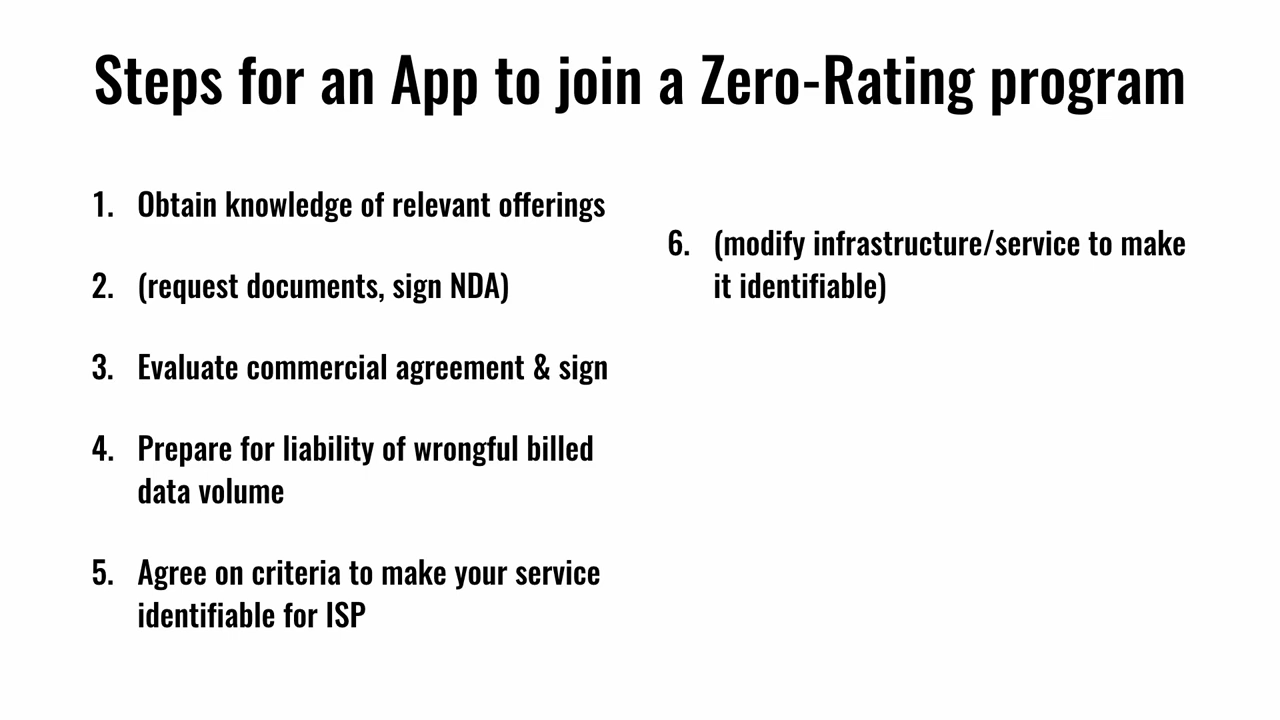 Steps for an App to join a Zero-Rating program
1. Obtain knowledge of relevant offerings
2. (request documents, sign NDA)
3. Evaluate commercial agreement & sign
4. Prepare for liability of wrongful billed
data volume
5. Agree on criteria to make your service
identifiable for ISP
6. (modify infrastructure/service to make
it identifiable)